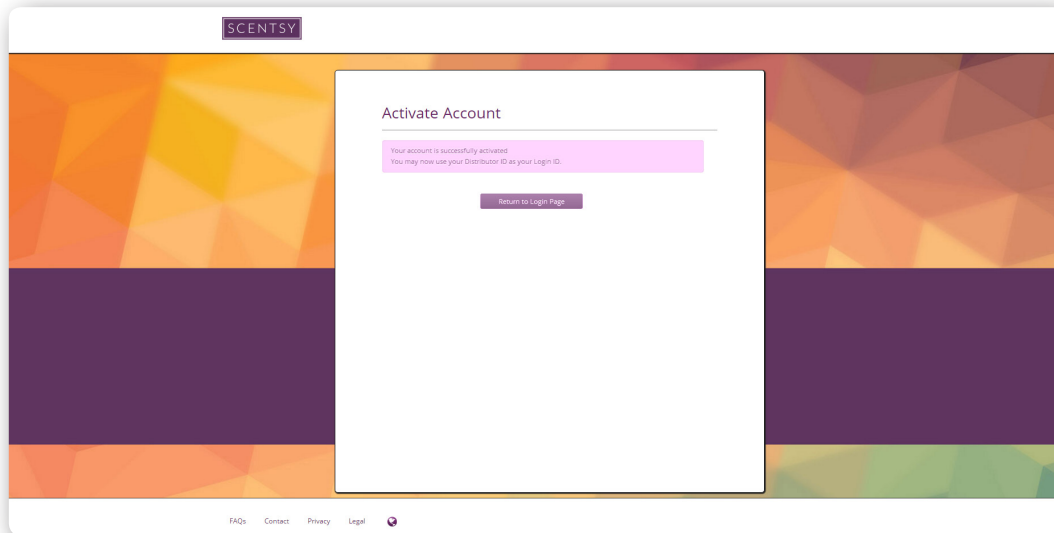 SCENTSY
Activate Account
Your account is successfully activated
You may now use your Distributor ID as your Login ID.
Return to Login Page
FAQs Contact Privacy Legal